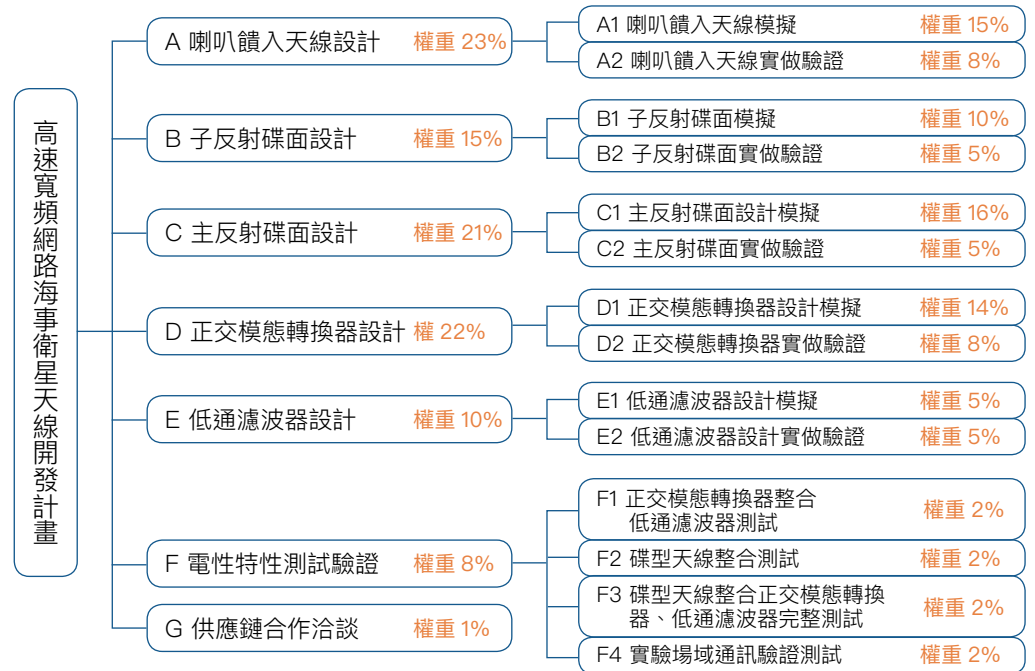 高速寬頻網路海事衛星天線開發計畫
A 喇叭饋入天線設計 權重 23%
A1 喇叭饋入天線模擬 權重 15%
A2 喇叭饋入天線實做驗證 權重 8%
B 子反射碟面設計 權重 15%
B1 子反射碟面模擬 權重 10%
B2 子反射碟面實做驗證 權重 5%
C 主反射碟面設計 權重 21%
C1 主反射碟面設計模擬 權重 16%
C2 主反射碟面實做驗證 權重 5%
D 正交模態轉換器設計 權 22%
D1 正交模態轉換器設計模擬 權重 14%
D2 正交模態轉換器實做驗證 權重 8%
E 低通濾波器設計 權重 10%
E1 低通濾波器設計模擬 權重 5%
E2 低通濾波器設計實做驗證 權重 5%
F 電性特性測試驗證 權重 8%
F1 正交模態轉換器整合
低通濾波器測試 權重 2%
F2 碟型天線整合測試 權重 2%
F3 碟型天線整合正交模態轉換
器、低通濾波器完整測試 權重 2%
F4 實驗場域通訊驗證測試 權重 2%
G 供應鏈合作洽談 權重 1%